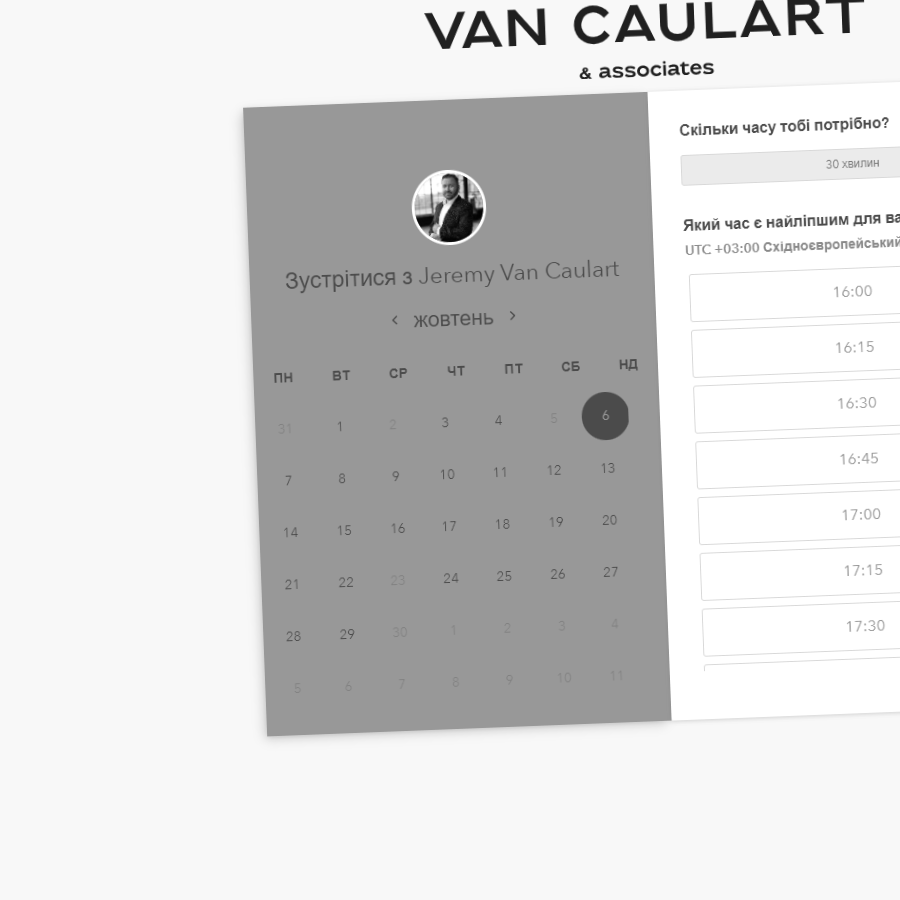 VAN CAULART
& associates
Зустрітися з Jeremy Van Caulart
‹ жовтень ›
ПН ВТ СР ЧТ ПТ СБ НД
31 1 2 3 4 5 6
7 8 9 10 11 12 13
14 15 16 17 18 19 20
21 22 23 24 25 26 27
28 29 30 1 2 3 4
5 6 7 8 9 10 11
Скільки часу тобі потрібно?
30 хвилин
Який час є найліпшим для ва
UTC +03:00 Східноєвропейський
16:00
16:15
16:30
16:45
17:00
17:15
17:30